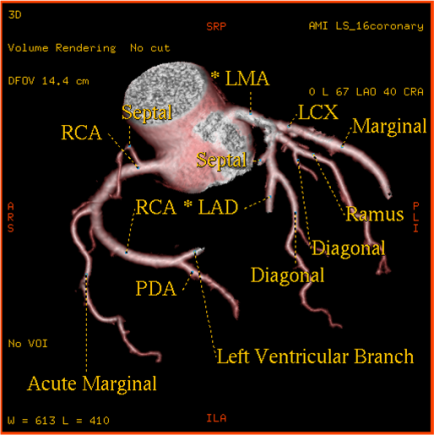 3D
SRP
AMI LS_16coronary
Volume Rendering No cut
DFOV 14.4 cm
* LMA
0 L 67 LAO 40 CRA
Septal
LCX
RCA
Marginal
Septal
A
R
S
P
L
I
RCA * LAD
Ramus
Diagonal
Diagonal
PDA
No VOI
Left Ventricular Branch
Acute Marginal
W = 613 L = 410
ILA